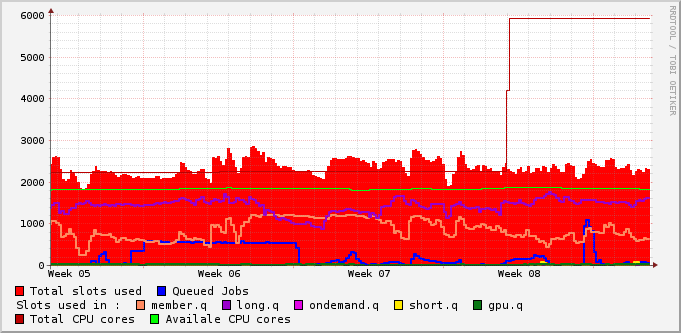 6000
5000
4000
3000
2000
1000
0
Week 05 Week 06 Week 07 Week 08
RRDTOOL / TOBI OETIKER
Total slots used Queued Jobs
Slots used in : member.q long.q ondemand.q short.q gpu.q
Total CPU cores Availale CPU cores